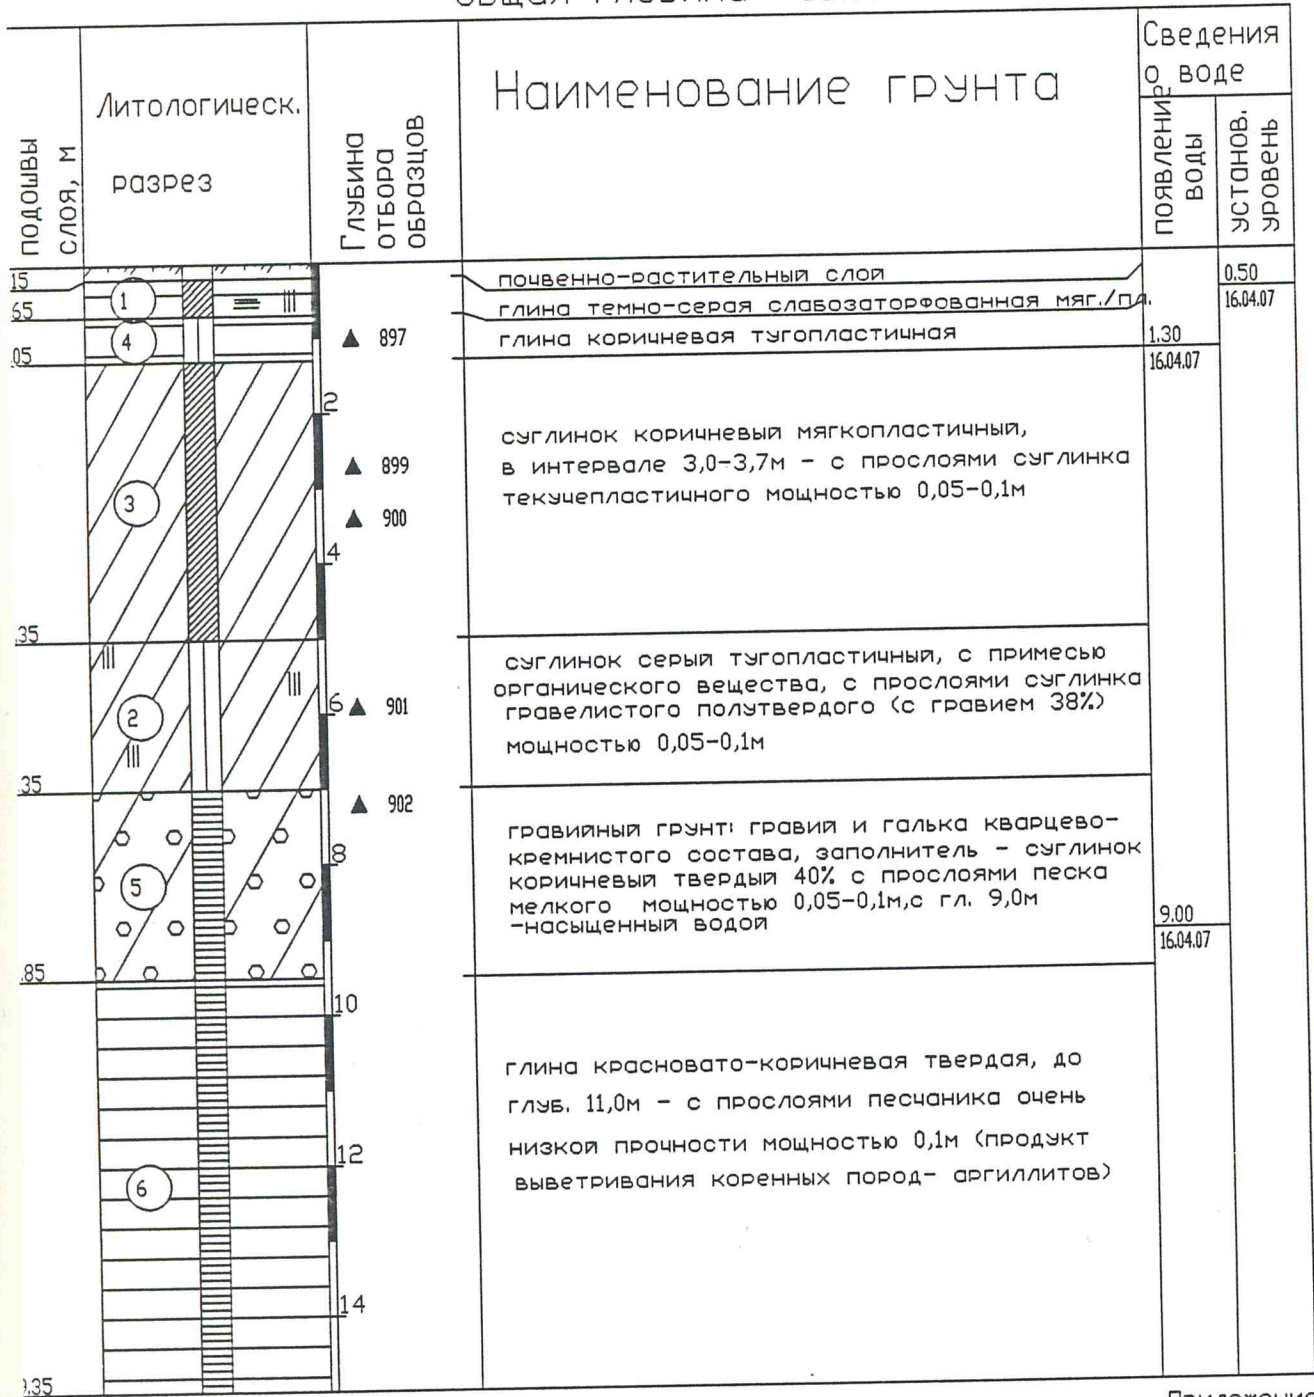 Сведения
о воде
Наименование грунта
Литологическ.
разрез
подошвы
слоя, м
Глубина
отбора
образцов
появление
воды
установ.
уровень
15
65
.05
.35
.35
.85
9.35
1
4
3
2
5
6
2
4
6
8
10
12
14
▲ 897
▲ 899
▲ 900
▲ 901
▲ 902
почвенно-растительный слой
глина темно-серая слабозаторфованная мяг./пл.
глина коричневая тугопластичная
суглинок коричневый мягкопластичный,
в интервале 3,0-3,7м - с прослоями суглинка
текучепластичного мощностью 0,05-0,1м
суглинок серый тугопластичный, с примесью
органического вещества, с прослоями суглинка
гравелистого полутвердого (с гравием 38%)
мощностью 0,05-0,1м
гравийный грунт: гравий и галька кварцево-
кремнистого состава, заполнитель - суглинок
коричневый твердый 40% с прослоями песка
мелкого мощностью 0,05-0,1м,с гл. 9,0м
-насыщенный водой
глина красновато-коричневая твердая, до
глуб. 11,0м - с прослоями песчаника очень
низкой прочности мощностью 0,1м (продукт
выветривания коренных пород- аргиллитов)
0.50
16.04.07
1.30
16.04.07
9.00
16.04.07